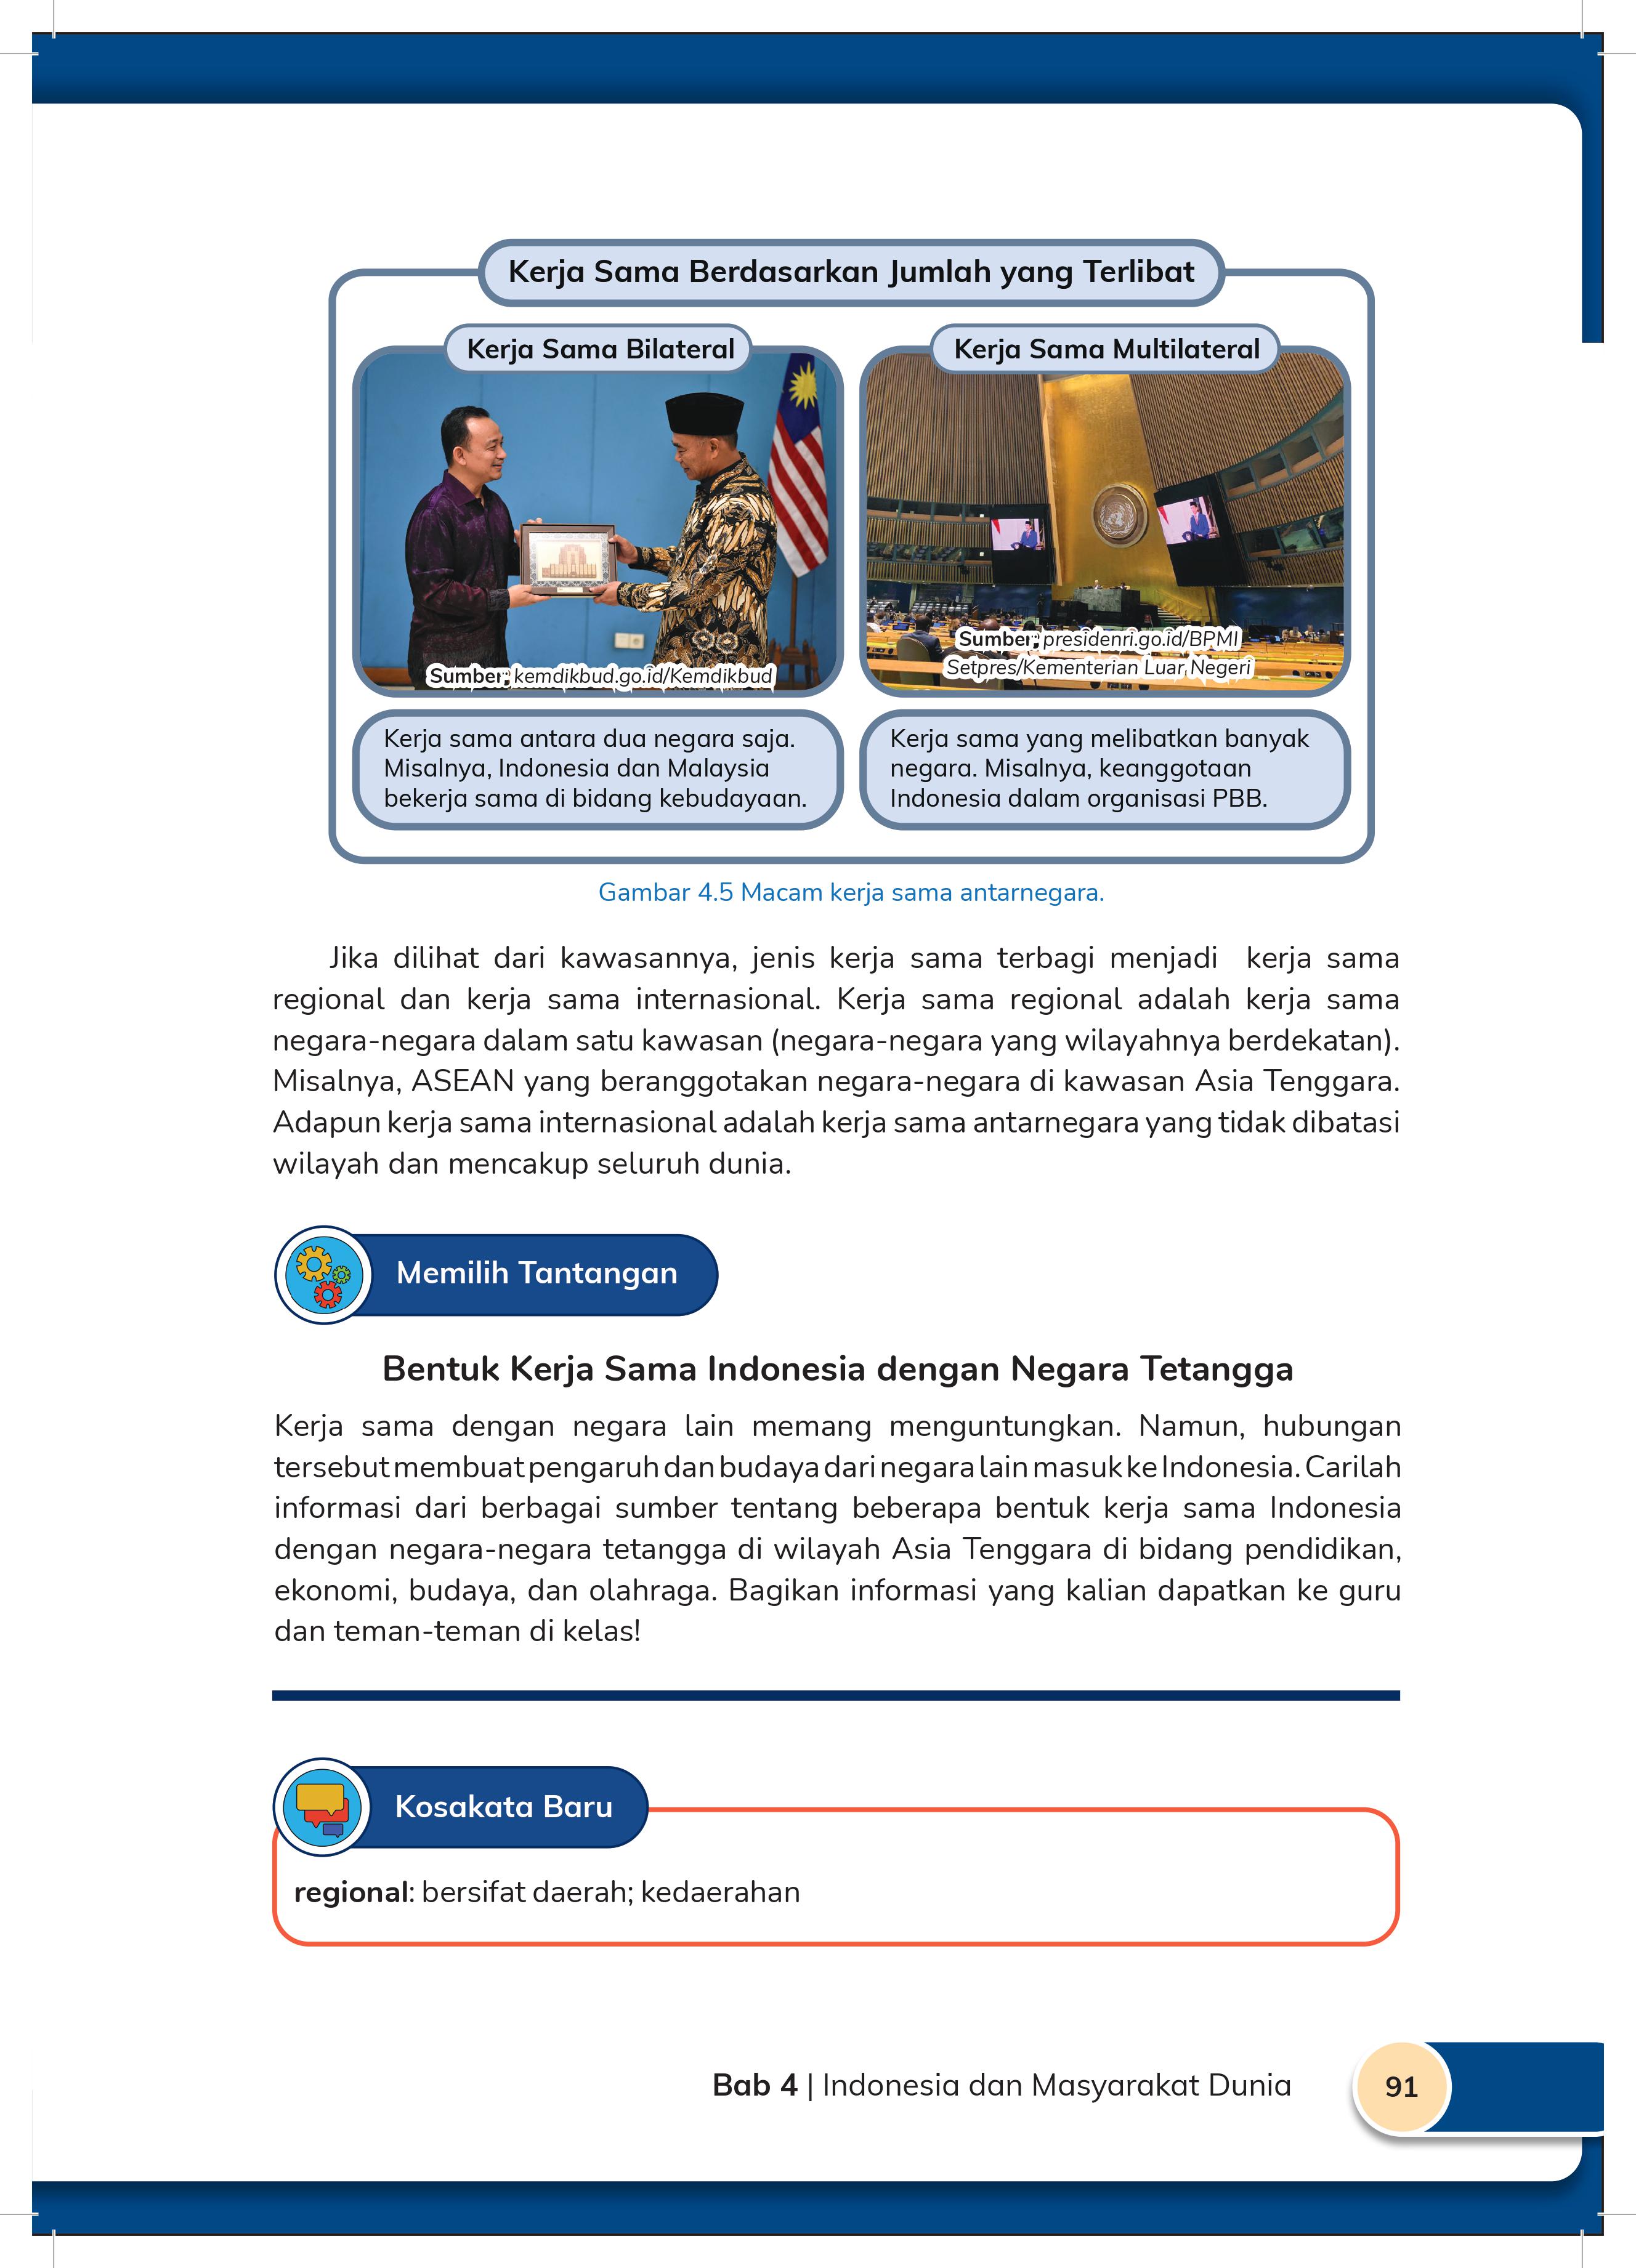 Kerja Sama Berdasarkan Jumlah yang Terlibat
Kerja Sama Bilateral
Sumber: kemdikbud.go.id/Kemdikbud
Kerja sama antara dua negara saja.
Misalnya, Indonesia dan Malaysia
bekerja sama di bidang kebudayaan.
Kerja Sama Multilateral
Sumber: presidenri.go.id/BPMI
Setpres/Kementerian Luar Negeri
Kerja sama yang melibatkan banyak
negara. Misalnya, keanggotaan
Indonesia dalam organisasi PBB.
Gambar 4.5 Macam kerja sama antarnegara.
Jika dilihat dari kawasannya, jenis kerja sama terbagi menjadi kerja sama
regional dan kerja sama internasional. Kerja sama regional adalah kerja sama
negara-negara dalam satu kawasan (negara-negara yang wilayahnya berdekatan).
Misalnya, ASEAN yang beranggotakan negara-negara di kawasan Asia Tenggara.
Adapun kerja sama internasional adalah kerja sama antarnegara yang tidak dibatasi
wilayah dan mencakup seluruh dunia.
Memilih Tantangan
Bentuk Kerja Sama Indonesia dengan Negara Tetangga
Kerja sama dengan negara lain memang menguntungkan. Namun, hubungan
tersebut membuat pengaruh dan budaya dari negara lain masuk ke Indonesia. Carilah
informasi dari berbagai sumber tentang beberapa bentuk kerja sama Indonesia
dengan negara-negara tetangga di wilayah Asia Tenggara di bidang pendidikan,
ekonomi, budaya, dan olahraga. Bagikan informasi yang kalian dapatkan ke guru
dan teman-teman di kelas!
Kosakata Baru
regional: bersifat daerah; kedaerahan
Bab 4 | Indonesia dan Masyarakat Dunia
91